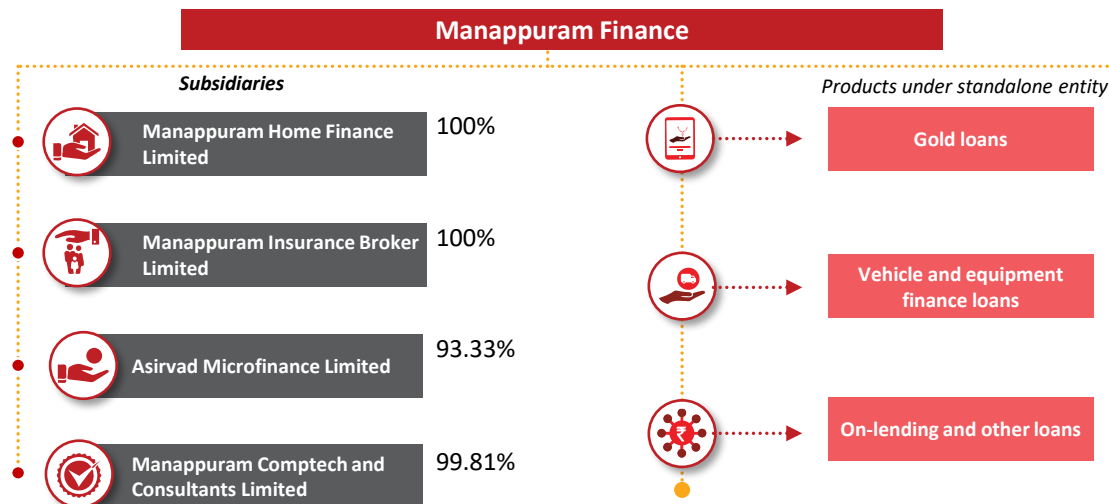 Manappuram Finance
Subsidiaries
Manappuram Home Finance
Limited
100%
Manappuram Insurance Broker
Limited
100%
Asirvad Microfinance Limited
93.33%
Manappuram Comptech and
Consultants Limited
99.81%
Products under standalone entity
Gold loans
Vehicle and equipment
finance loans
₹
On-lending and other loans